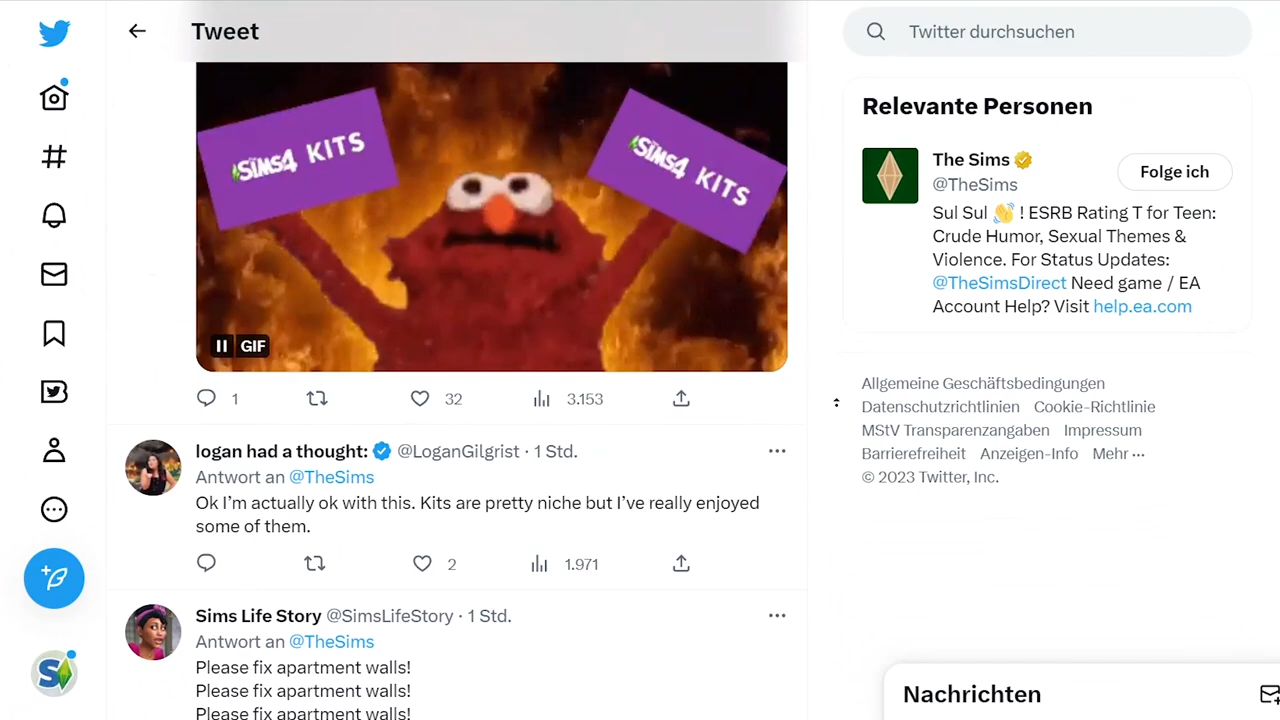 Tweet
SiMS4 KITS
SiMS4 KITS
GIF
1
32
3.153
logan had a thought: @LoganGilgrist · 1 Std.
Antwort an @TheSims
Ok I’m actually ok with this. Kits are pretty niche but I’ve really enjoyed
some of them.
2
1.971
Sims Life Story @SimsLifeStory · 1 Std.
Antwort an @TheSims
Please fix apartment walls!
Please fix apartment walls!
Please fix apartment walls!
Twitter durchsuchen
Relevante Personen
The Sims
@TheSims
Folge ich
Sul Sul 👋 ! ESRB Rating T for Teen:
Crude Humor, Sexual Themes &
Violence. For Status Updates:
@TheSimsDirect Need game / EA
Account Help? Visit help.ea.com
Allgemeine Geschäftsbedingungen
Datenschutzrichtlinien Cookie-Richtlinie
MStV Transparenzangaben Impressum
Barrierefreiheit Anzeigen-Info Mehr ···
© 2023 Twitter, Inc.
Nachrichten